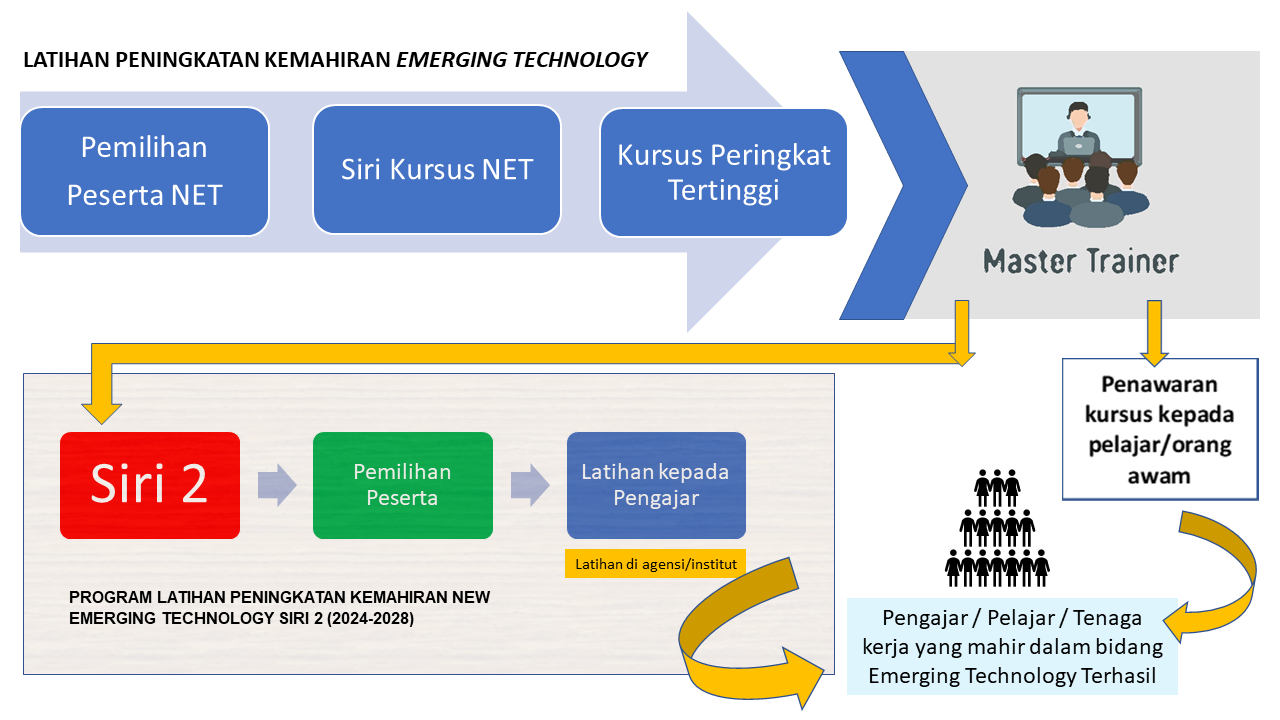 LATIHAN PENINGKATAN KEMAHIRAN EMERGING TECHNOLOGY
Pemilihan
Peserta NET
Siri Kursus NET
Kursus Peringkat
Tertinggi
Master Trainer
Siri 2
Pemilihan
Peserta
Latihan kepada
Pengajar
Latihan di agensi/institut
PROGRAM LATIHAN PENINGKATAN KEMAHIRAN NEW
EMERGING TECHNOLOGY SIRI 2 (2024-2028)
Penawaran
kursus kepada
pelajar/orang
awam
Pengajar / Pelajar / Tenaga
kerja yang mahir dalam bidang
Emerging Technology Terhasil